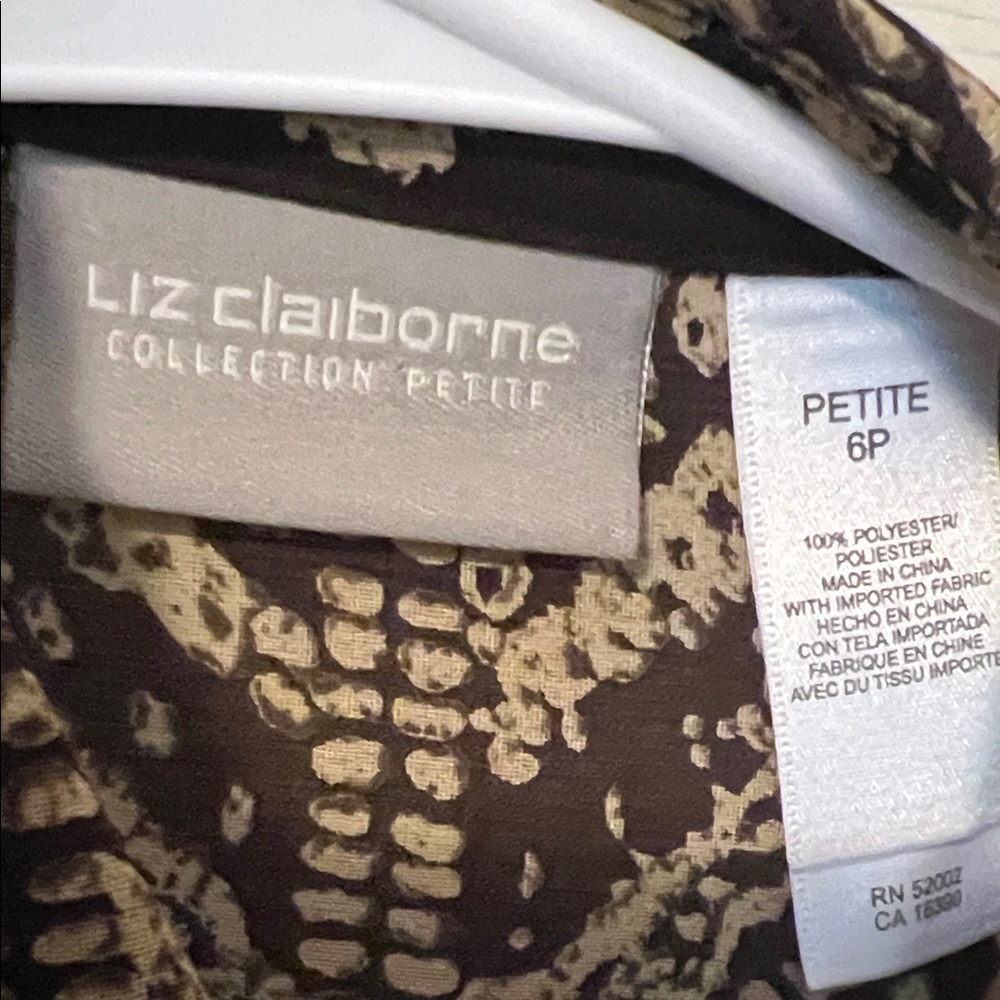 Liz claiborne
COLLECTION PETITE
PETITE
6P
100% POLYESTER/
POLIESTER
MADE IN CHINA
WITH IMPORTED FABRIC
HECHO EN CHINA
CON TELA IMPORTADA
FABRIQUE EN CHINE
AVEC DU TISSU IMPORTE
RN 52002
CA 16390